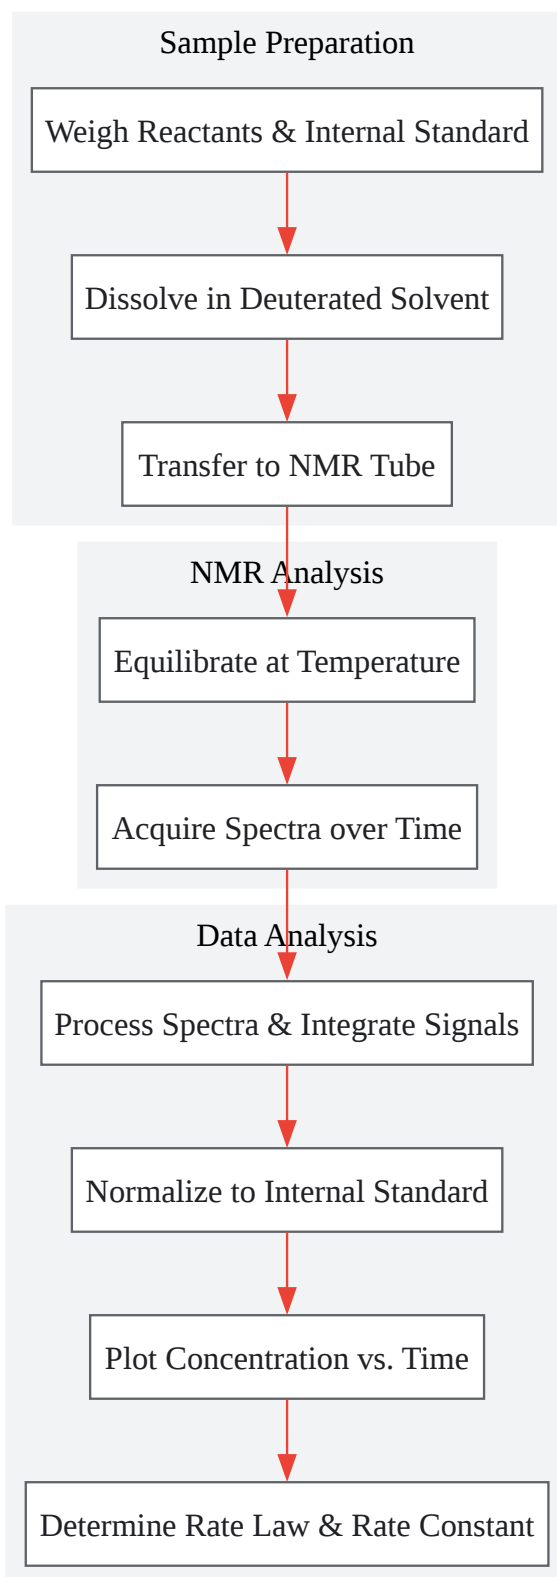 Sample Preparation
Weigh Reactants & Internal Standard
Dissolve in Deuterated Solvent
Transfer to NMR Tube
NMR Analysis
Equilibrate at Temperature
Acquire Spectra over Time
Data Analysis
Process Spectra & Integrate Signals
Normalize to Internal Standard
Plot Concentration vs. Time
Determine Rate Law & Rate Constant